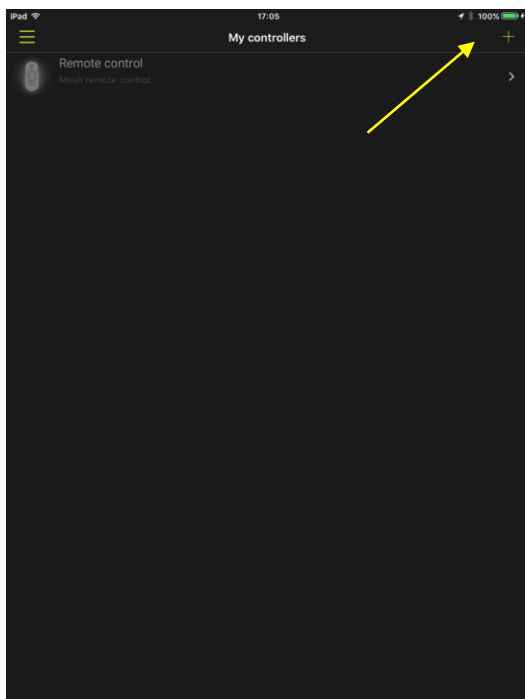 iPad 17:05 100%
My controllers
Remote control
Mesh remote control